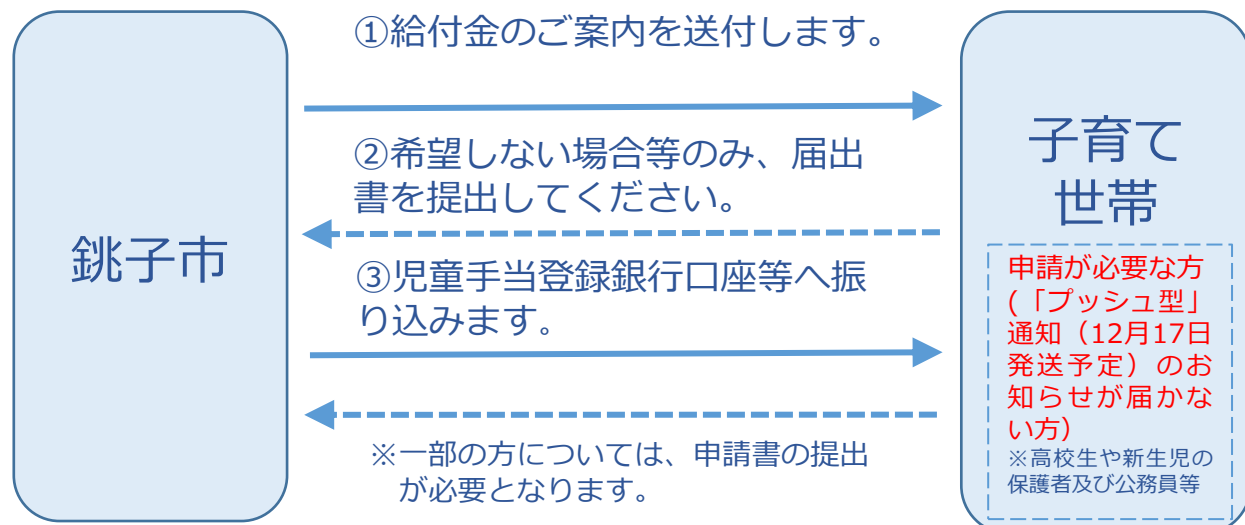 銚子市
①給付金のご案内を送付します。
②希望しない場合等のみ、届出
書を提出してください。
③児童手当登録銀行口座等へ振
り込みます。
※一部の方については、申請書の提出
が必要となります。
子育て
世帯
申請が必要な方
(「プッシュ型」
通知（12月17日
発送予定）のお
知らせが届かな
い方）
※高校生や新生児の
保護者及び公務員等